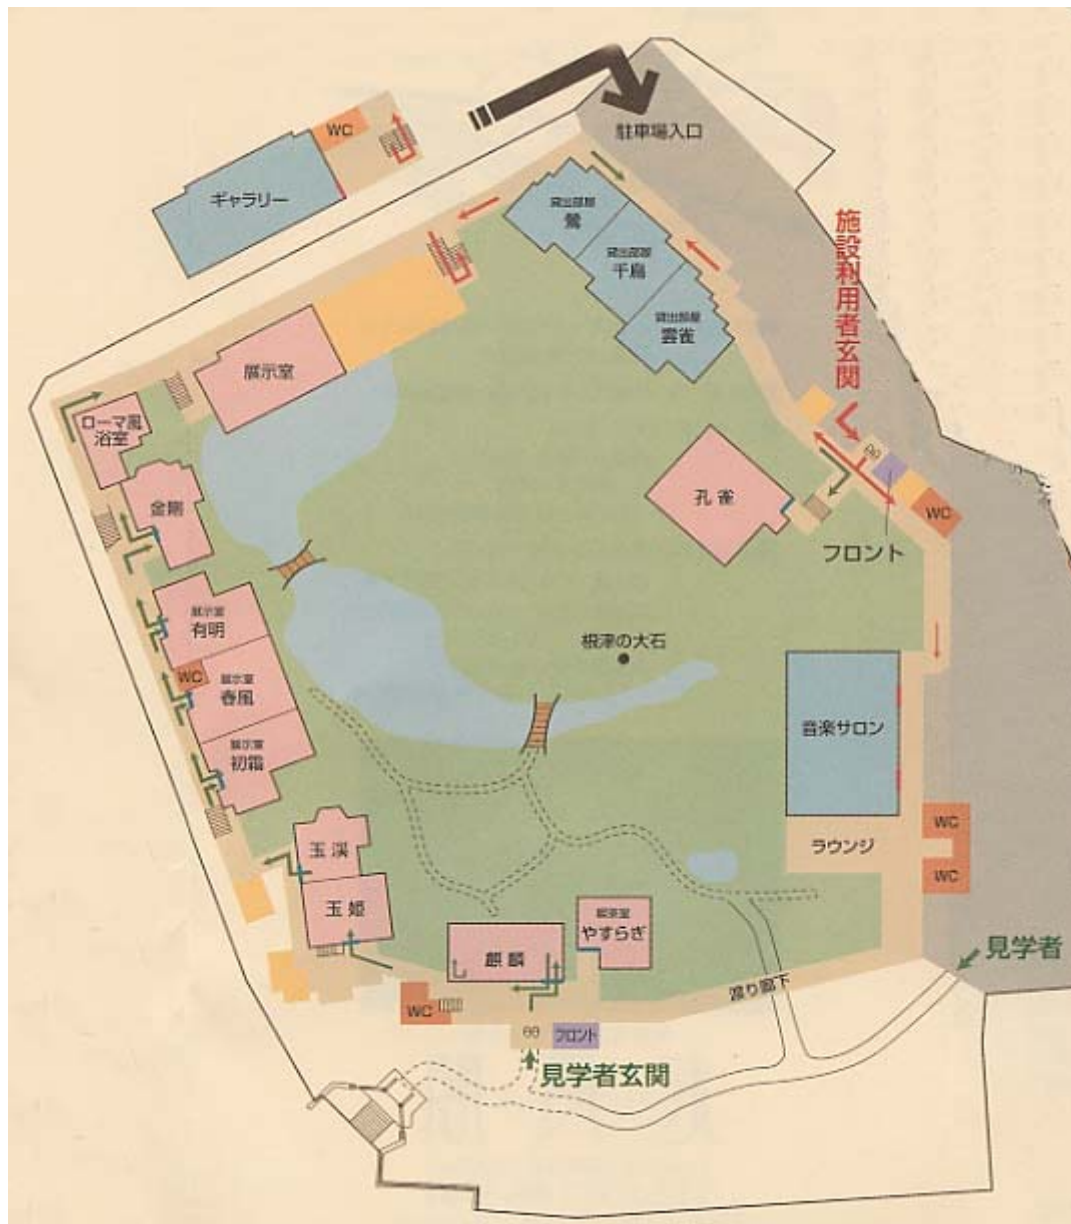 駐車場入口
WC
ギャラリー
貸出部屋
鶯
貸出部屋
千鳥
貸出部屋
雲雀
施設利用者玄関
展示室
ローマ風
浴室
金剛
孔雀
WC
フロント
展示室
有明
WC
展示室
春風
展示室
初霜
根津の大石
音楽サロン
ラウンジ
WC
WC
玉渓
玉姫
麒麟
喫茶室
やすらぎ
見学者
渡り廊下
WC
フロント
見学者玄関